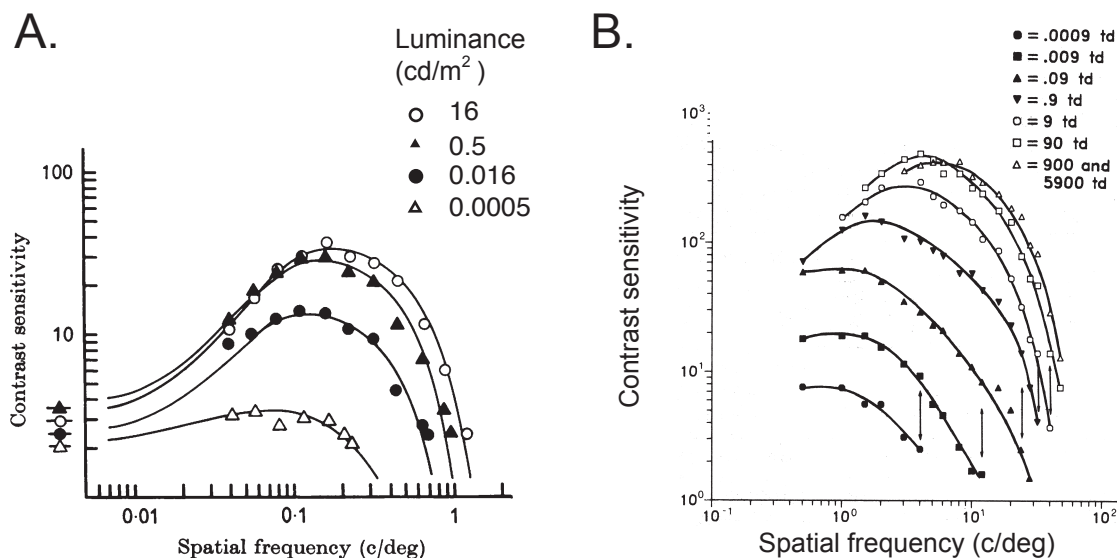 A.
Luminance
(cd/m²)
○ 16
▲ 0.5
● 0.016
△ 0.0005
100
10
Contrast sensitivity
0·01
0·1
1
Spatial frequency (c/deg)
B.
● = .0009 td
■ = .009 td
▲ = .09 td
▼ = .9 td
○ = 9 td
□ = 90 td
△ = 900 and
5900 td
10³
10²
10¹
10⁰
Contrast sensitivity
10⁻¹
10⁰
10¹
10²
Spatial frequency (c/deg)